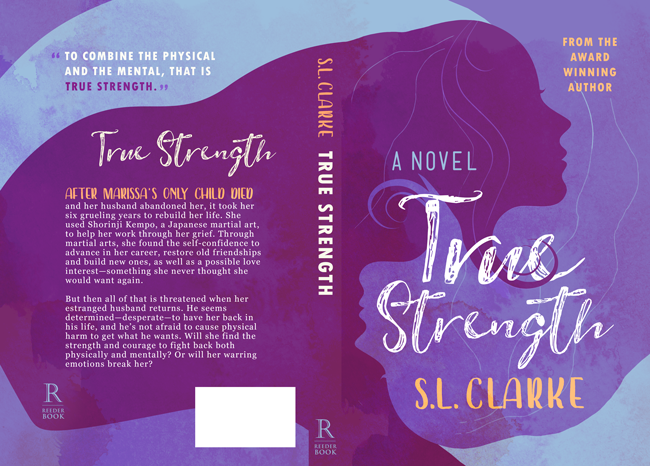 “ TO COMBINE THE PHYSICAL
AND THE MENTAL, THAT IS
TRUE STRENGTH. ”
True Strength
AFTER MARISSA'S ONLY CHILD DIED
and her husband abandoned her, it took her
six grueling years to rebuild her life. She
used Shorinji Kempo, a Japanese martial art,
to help her work through her grief. Through
martial arts, she found the self-confidence to
advance in her career, restore old friendships
and build new ones, as well as a possible love
interest—something she never thought she
would want again.
But then all of that is threatened when her
estranged husband returns. He seems
determined—desperate—to have her back in
his life, and he's not afraid to cause physical
harm to get what he wants. Will she find the
strength and courage to fight back both
physically and mentally? Or will her warring
emotions break her?
R
REEDER
BOOK
S.L. CLARKE TRUE STRENGTH
R
REEDER
BOOK
FROM THE
AWARD
WINNING
AUTHOR
A NOVEL
True
Strength
S.L. CLARKE